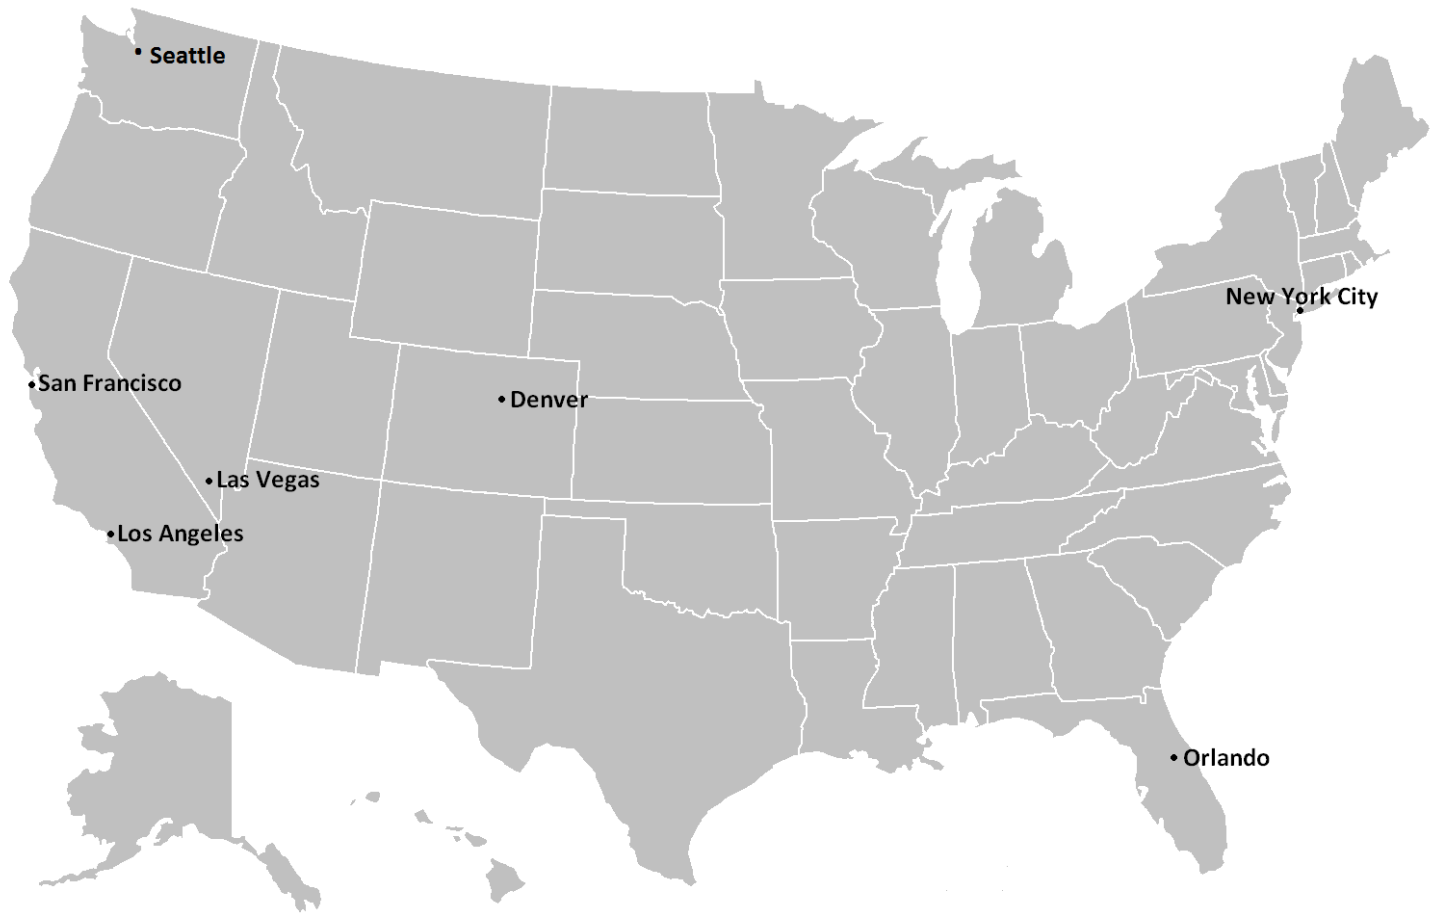 Seattle
New York City
San Francisco
Denver
Las Vegas
Los Angeles
Orlando